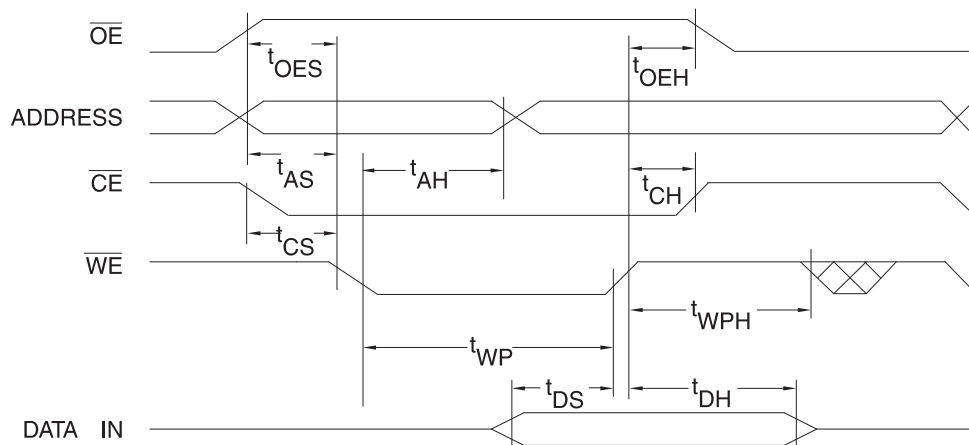 OE
tOES
tOEH
ADDRESS
tAS
tAH
CE
tCH
tCS
WE
tWPH
tWP
tDS
tDH
DATA IN